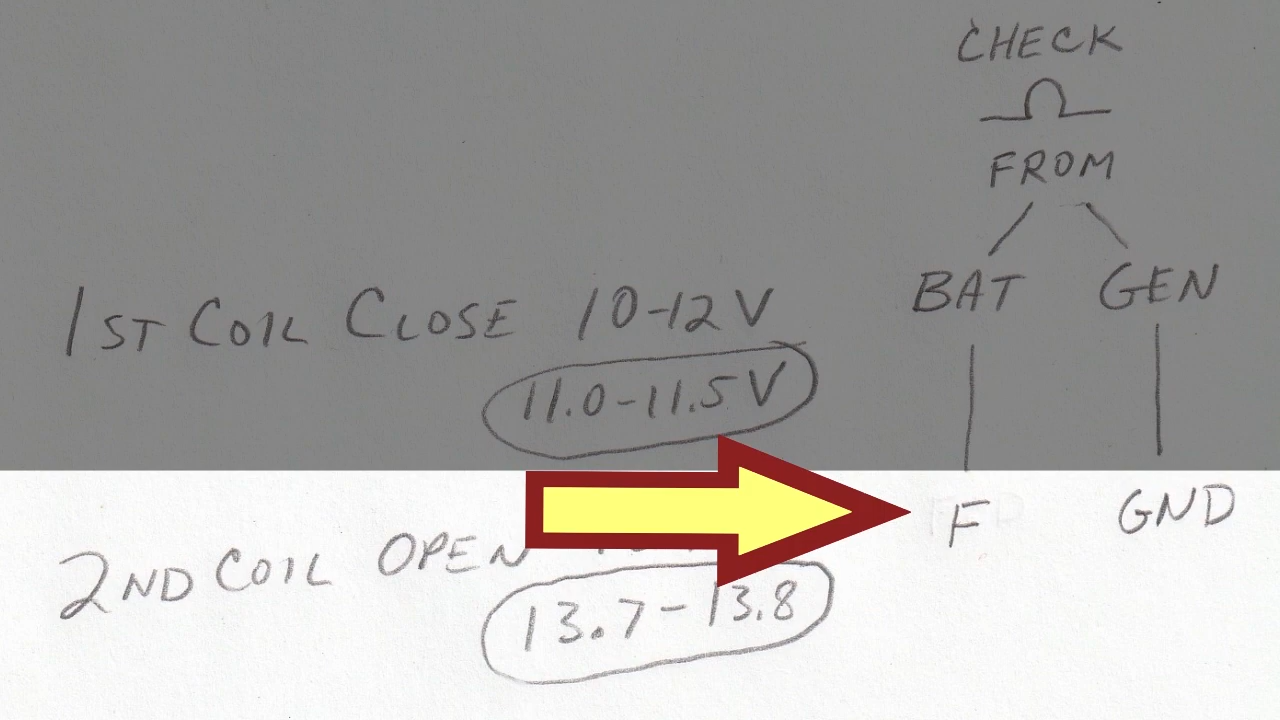 CHECK
Ω
FROM
BAT GEN
1ST COIL CLOSE 10-12V
11.0-11.5V
F GND
2ND COIL OPEN
13.7-13.8